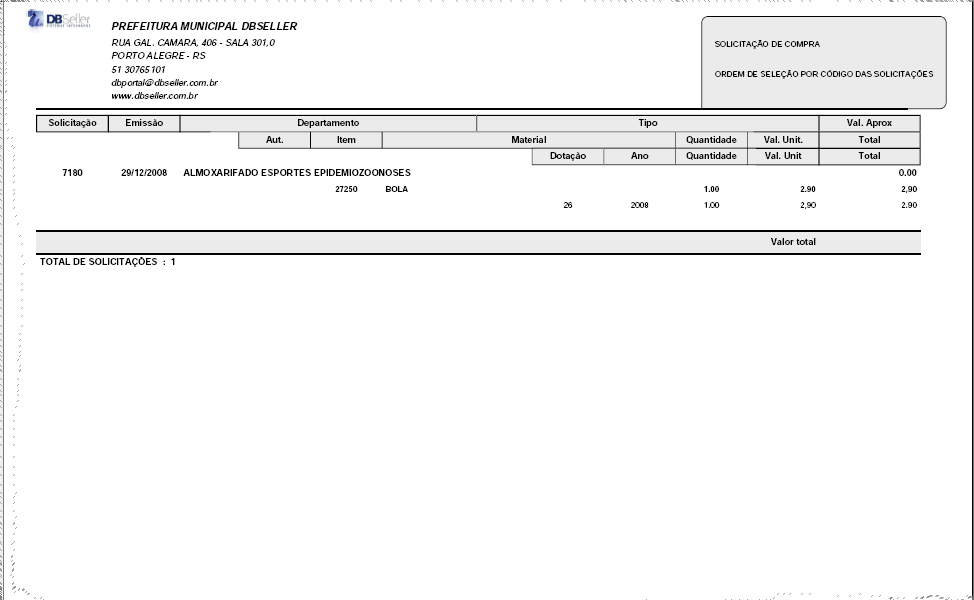 DBSeller
PREFEITURA MUNICIPAL DBSELLER
RUA GAL. CAMARA, 406 - SALA 301,0
PORTO ALEGRE - RS
51 30765101
dbportal@dbseller.com.br
www.dbseller.com.br
SOLICITAÇÃO DE COMPRA
ORDEM DE SELEÇÃO POR CÓDIGO DAS SOLICITAÇÕES
Solicitação Emissão Departamento Tipo Val. Aprox
Aut. Item Material Quantidade Val. Unit. Total
Dotação Ano Quantidade Val. Unit Total
7180 29/12/2008 ALMOXARIFADO ESPORTES EPIDEMIOZOONOSES 0.00
27250 BOLA 1.00 2.90 2,90
26 2008 1.00 2,90 2.90
Valor total
TOTAL DE SOLICITAÇÕES : 1